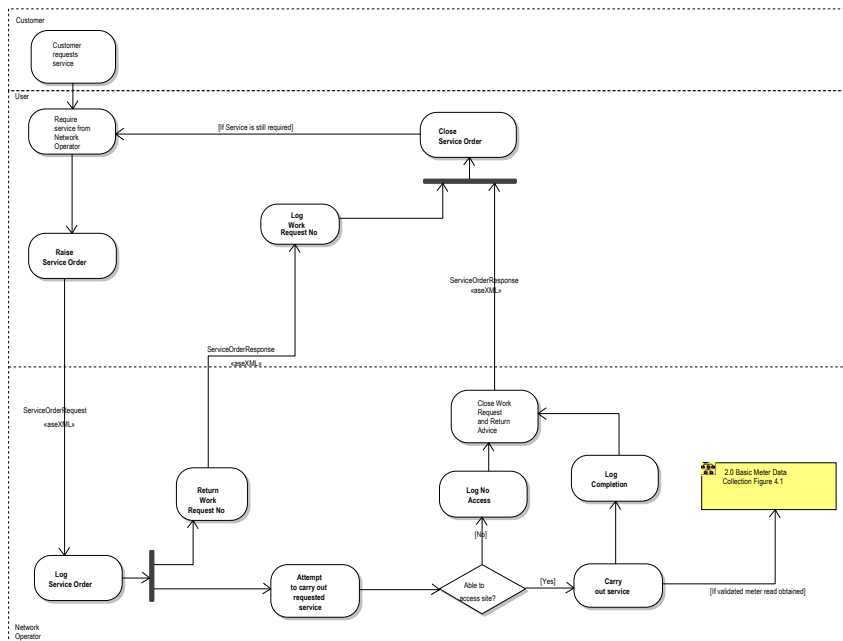 Customer
Customer
requests
service
User
Require
service from
Network
Operator
[If Service is still required]
Close
Service Order
Log
Work
Request No
Raise
Service Order
ServiceOrderResponse
«aseXML»
ServiceOrderResponse
«aseXML»
ServiceOrderRequest
«aseXML»
Close Work
Request
and Return
Advice
Return
Work
Request No
Log No
Access
Log
Completion
2.0 Basic Meter Data
Collection Figure 4.1
[No]
Log
Service Order
Attempt
to carry out
requested
service
Able to
access site?
[Yes]
Carry
out service
[If validated meter read obtained]
Network
Operator